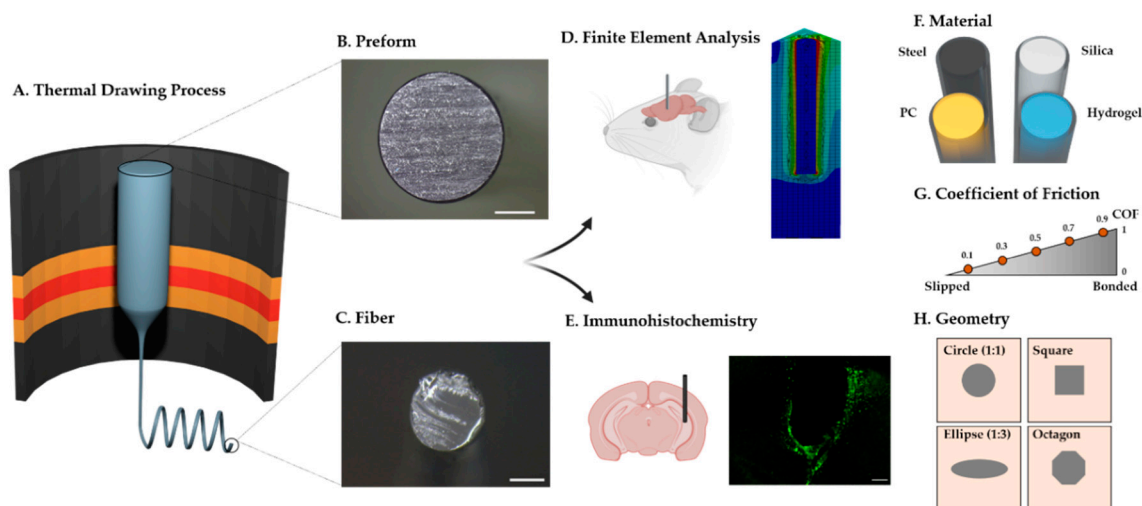 A. Thermal Drawing Process
B. Preform
C. Fiber
D. Finite Element Analysis
E. Immunohistochemistry
F. Material
Steel
Silica
PC
Hydrogel
G. Coefficient of Friction
COF
0.1
0.3
0.5
0.7
0.9
1
0
Slipped
Bonded
H. Geometry
Circle (1:1)
Square
Ellipse (1:3)
Octagon